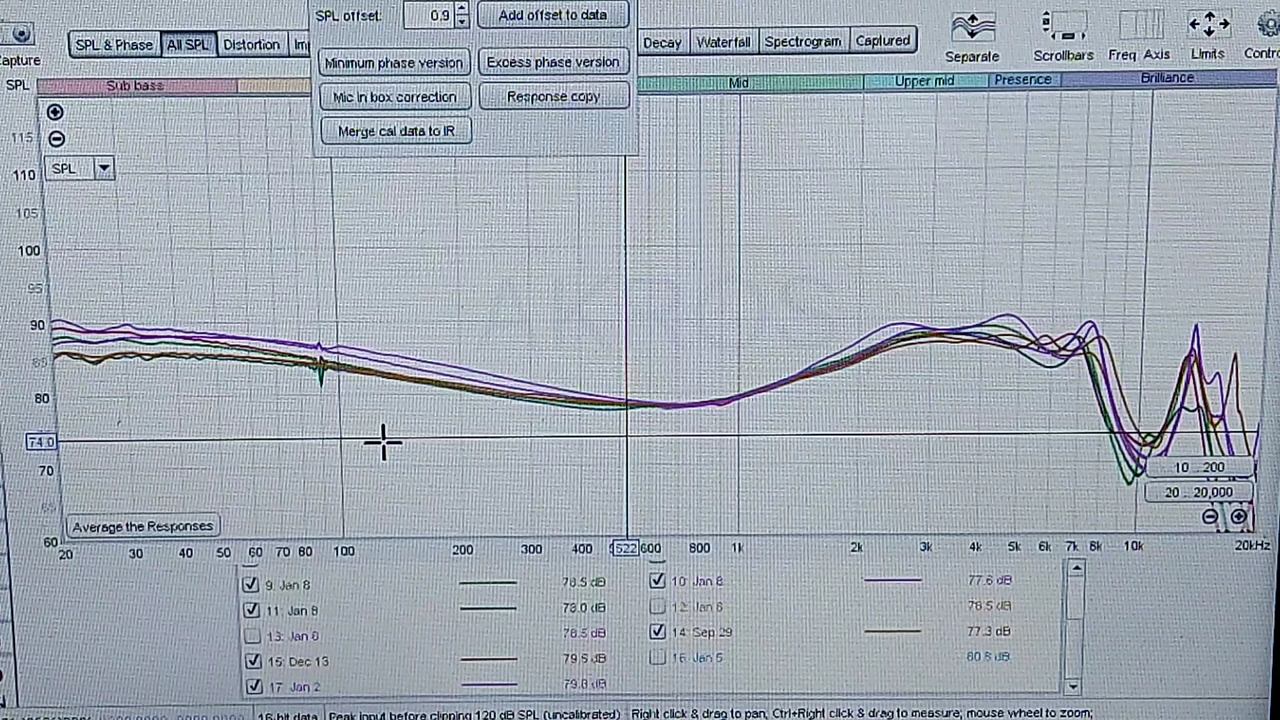 SPL offset: 0.9 Add offset to data
apture SPL & Phase All SPL Distortion Im Decay Waterfall Spectrogram Captured Separate Scrollbars Freq Axis Limits Contro
Minimum phase version Excess phase version
Mic in box correction Response copy
Merge cal data to IR
SPL Sub bass Mid Upper mid Presence Brilliance
115
SPL
110
105
100
95
90
85
80
74.0
70
65
60
10 .. 200
20 .. 20,000
Average the Responses
20 30 40 50 60 70 80 100 200 300 400 522 600 800 1k 2k 3k 4k 5k 6k 7k 8k 10k 20kHz
9: Jan 8 78.5 dB 10: Jan 8 77.6 dB
11: Jan 8 78.0 dB 12: Jan 8 78.5 dB
13: Jan 8 78.5 dB 14: Sep 29 77.3 dB
15: Dec 13 79.5 dB 16: Jan 5 80.8 dB
17: Jan 2 79.8 dB
16-bit data Peak input before clipping 120 dB SPL (uncalibrated) Right click & drag to pan; Ctrl+Right click & drag to measure; mouse wheel to zoom;